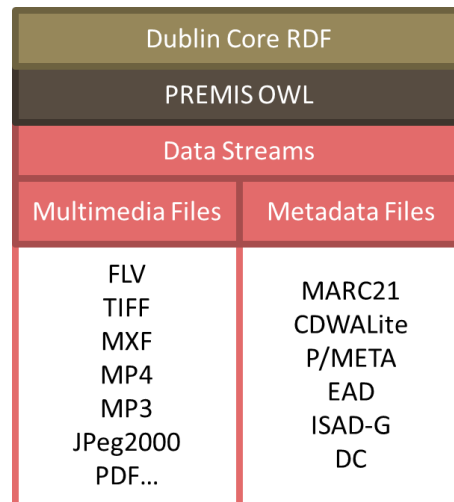 Dublin Core RDF
PREMIS OWL
Data Streams
Multimedia Files
Metadata Files
FLV
TIFF
MXF
MP4
MP3
JPeg2000
PDF...
MARC21
CDWALite
P/META
EAD
ISAD-G
DC